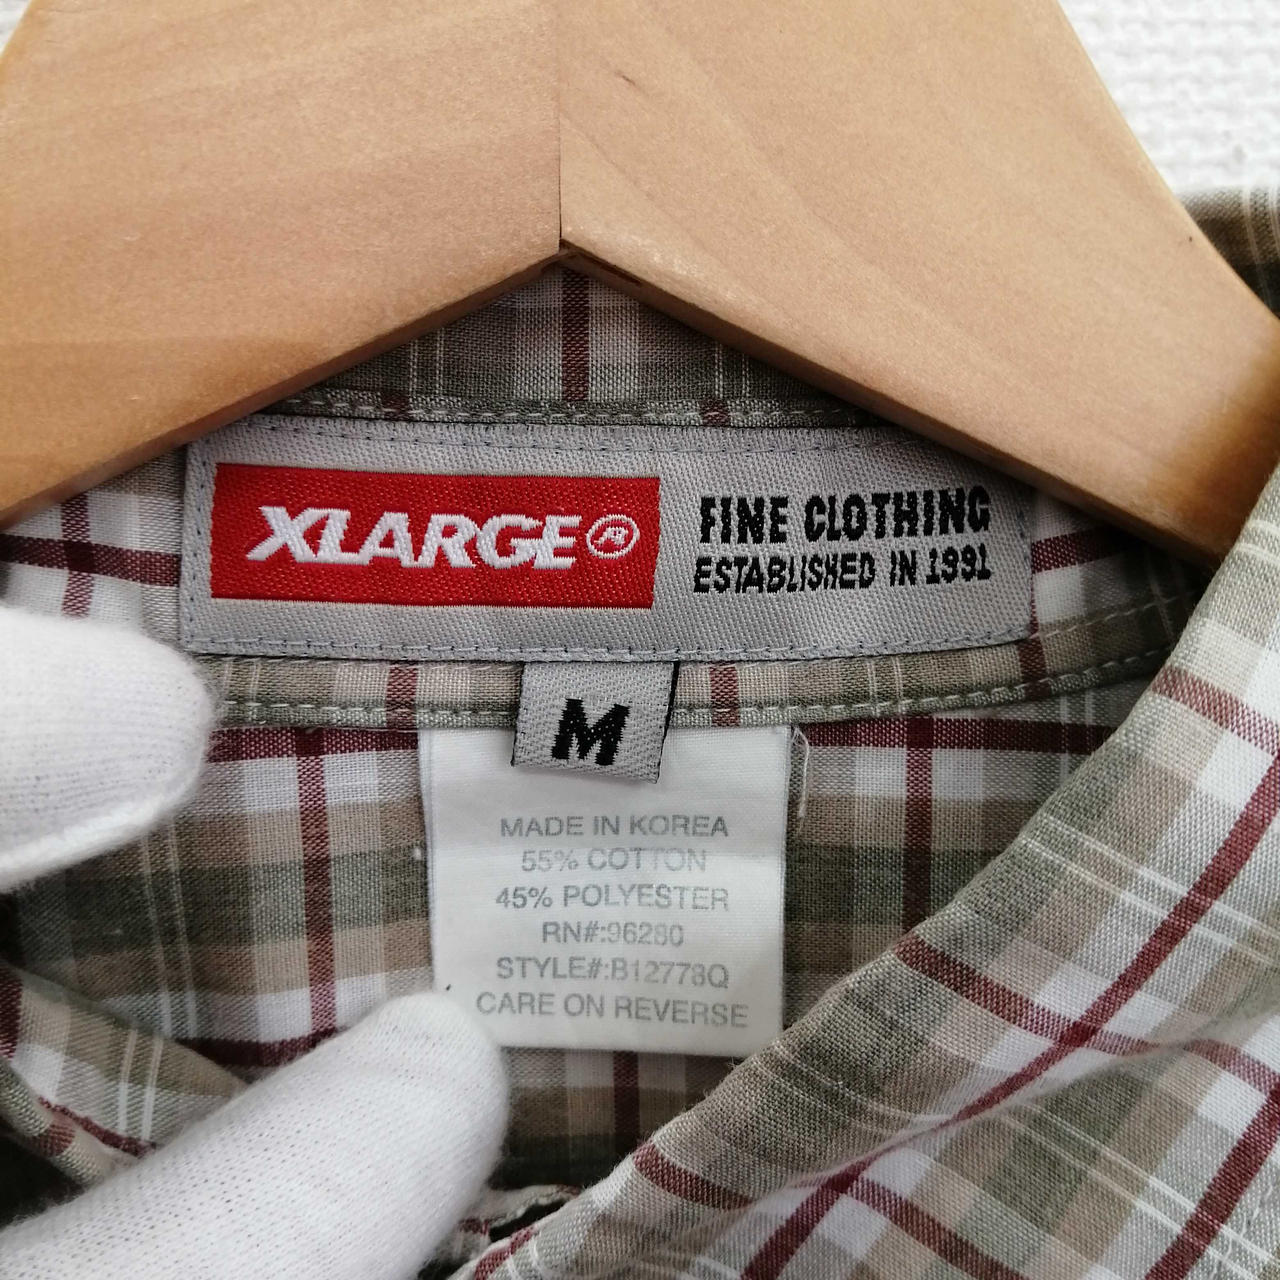 XLARGE®
FINE CLOTHING
ESTABLISHED IN 1991
M
MADE IN KOREA
55% COTTON
45% POLYESTER
RN#:96280
STYLE#:B12778Q
CARE ON REVERSE